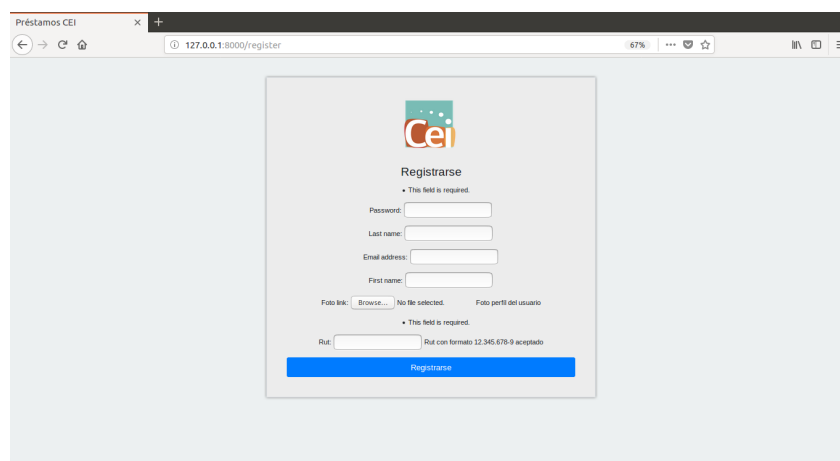 Préstamos CEI
127.0.0.1:8000/register
67%
Cei
Registrarse
• This field is required.
Password:
Last name:
Email address:
First name:
Foto link: Browse... No file selected. Foto perfil del usuario
• This field is required.
Rut: Rut con formato 12.345.678-9 aceptado
Registrarse